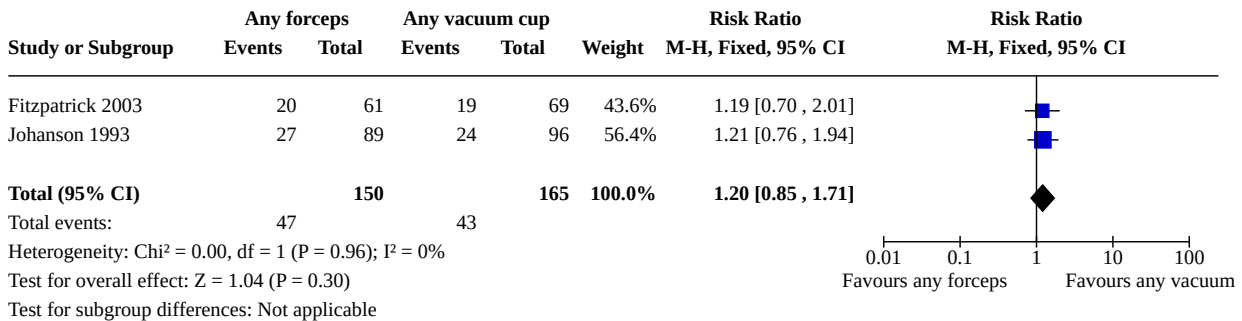 Any forceps Any vacuum cup Risk Ratio Risk Ratio
Study or Subgroup Events Total Events Total Weight M-H, Fixed, 95% CI M-H, Fixed, 95% CI
Fitzpatrick 2003 20 61 19 69 43.6% 1.19 [0.70 , 2.01]
Johanson 1993 27 89 24 96 56.4% 1.21 [0.76 , 1.94]
Total (95% CI) 150 165 100.0% 1.20 [0.85 , 1.71]
Total events: 47 43
Heterogeneity: Chi² = 0.00, df = 1 (P = 0.96); I² = 0%
0.01 0.1 1 10 100
Test for overall effect: Z = 1.04 (P = 0.30) Favours any forceps Favours any vacuum
Test for subgroup differences: Not applicable